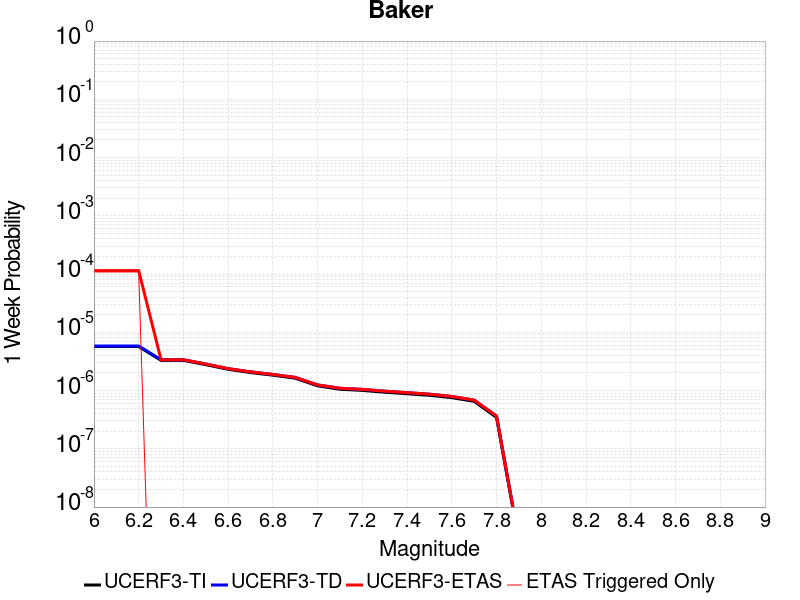 Baker
1 Week Probability
10^0
10^-1
10^-2
10^-3
10^-4
10^-5
10^-6
10^-7
10^-8
6 6.2 6.4 6.6 6.8 7 7.2 7.4 7.6 7.8 8 8.2 8.4 8.6 8.8 9
Magnitude
UCERF3-TI UCERF3-TD UCERF3-ETAS ETAS Triggered Only